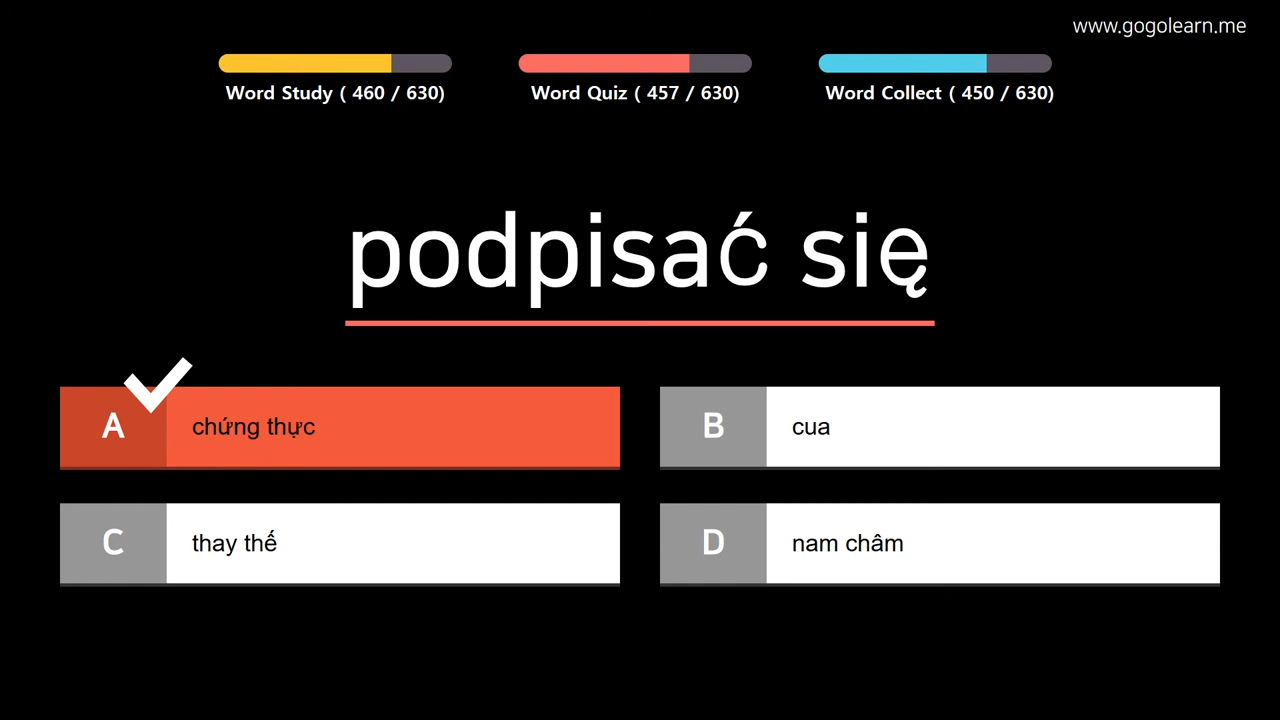 www.gogolearn.me
Word Study ( 460 / 630)
Word Quiz ( 457 / 630)
Word Collect ( 450 / 630)
podpisać się
A
chứng thực
B
cua
C
thay thế
D
nam châm